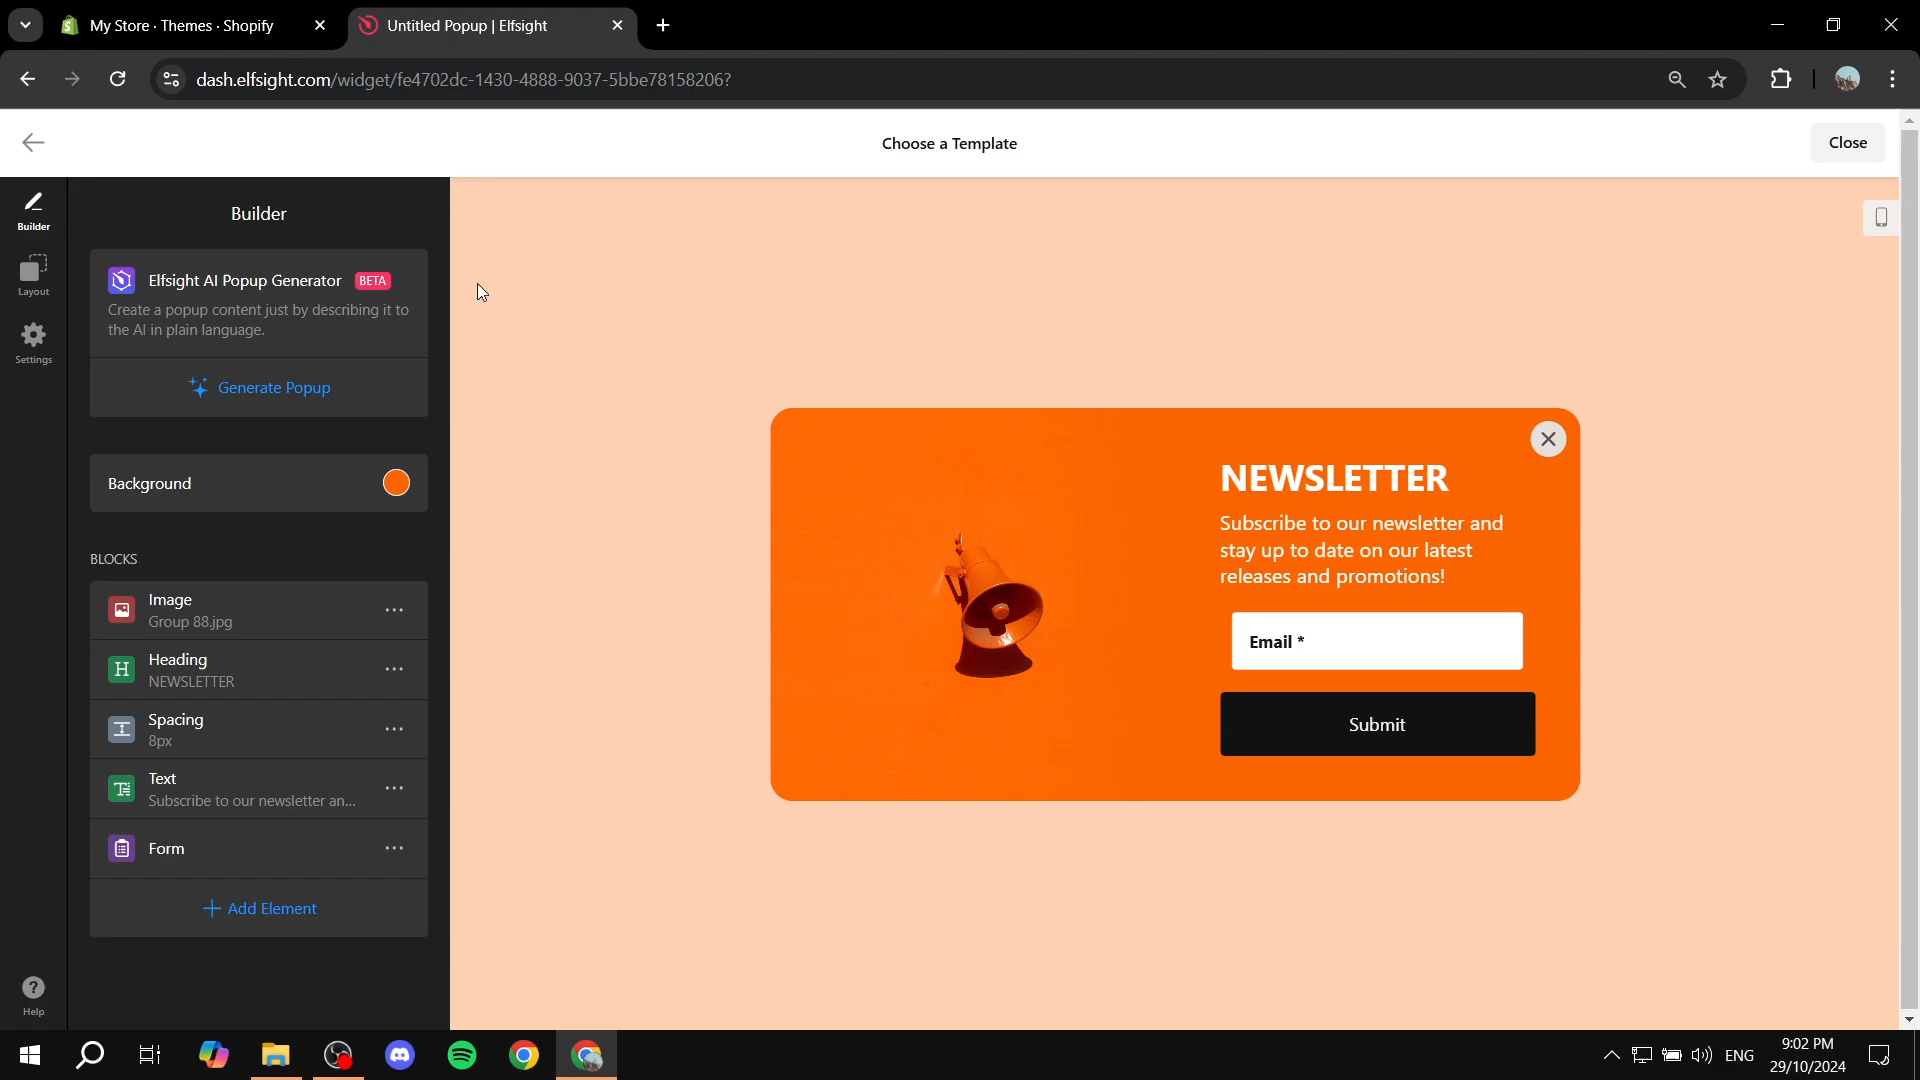 My Store · Themes · Shopify
Untitled Popup | Elfsight
dash.elfsight.com/widget/fe4702dc-1430-4888-9037-5bbe78158206?
Choose a Template
Close
Builder
Layout
Settings
Help
Builder
Elfsight AI Popup Generator BETA
Create a popup content just by describing it to
the AI in plain language.
Generate Popup
Background
BLOCKS
Image
Group 88.jpg
Heading
NEWSLETTER
Spacing
8px
Text
Subscribe to our newsletter an...
Form
Add Element
NEWSLETTER
Subscribe to our newsletter and
stay up to date on our latest
releases and promotions!
Email *
Submit
ENG
9:02 PM
29/10/2024